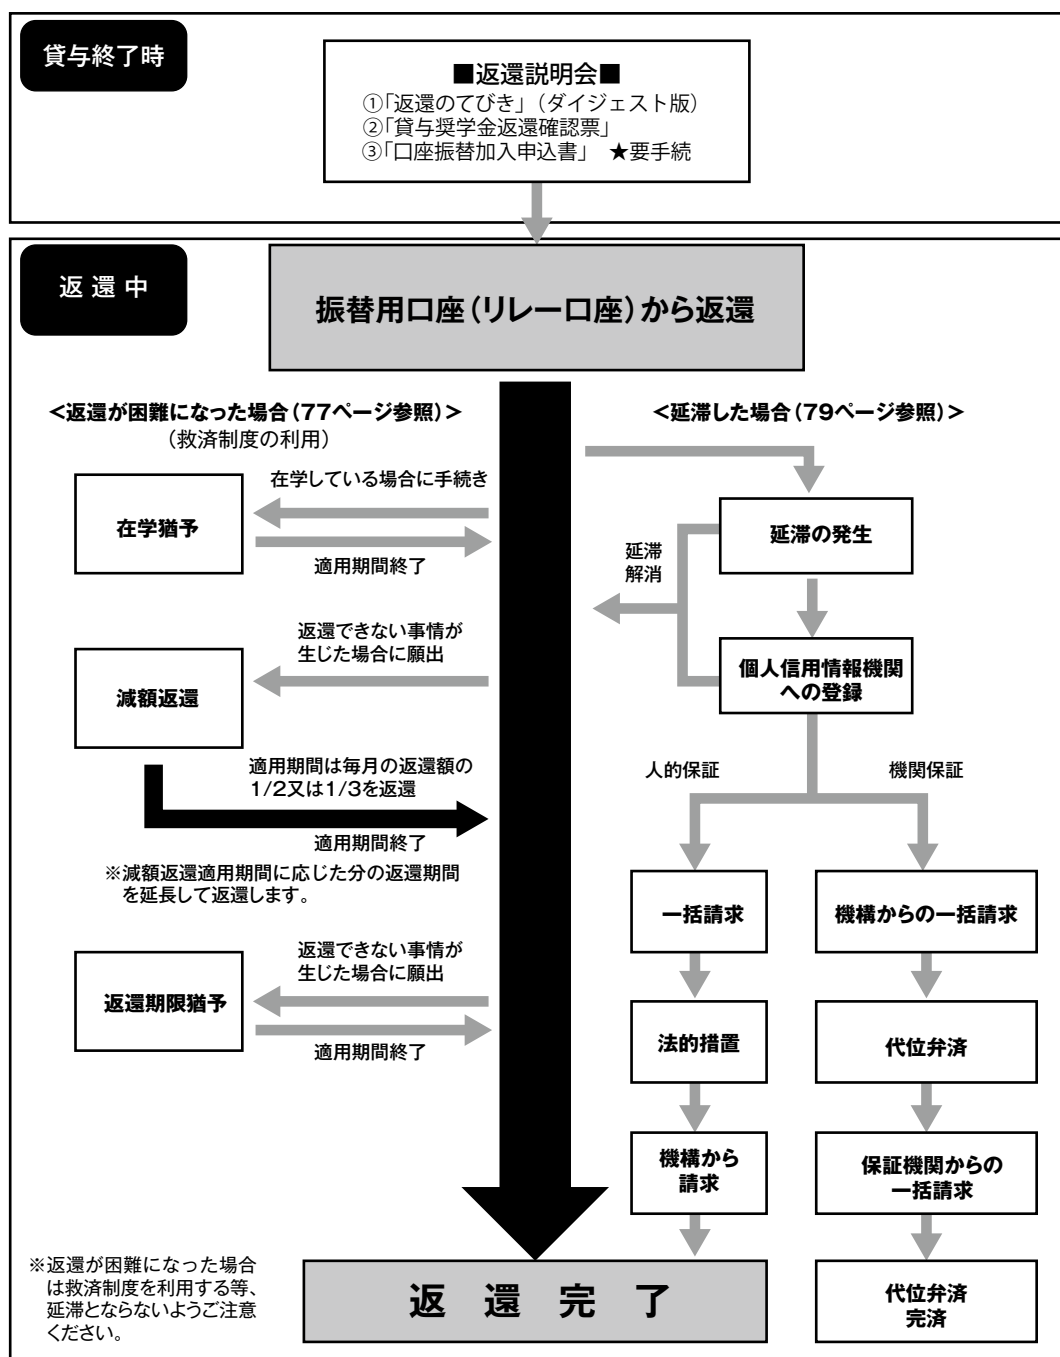 貸与終了時
■返還説明会■
①「返還のてびき」（ダイジェスト版）
②「貸与奨学金返還確認票」
③「口座振替加入申込書」 ★要手続
返還中
振替用口座（リレー口座）から返還
＜返還が困難になった場合（77ページ参照）＞
（救済制度の利用）
在学している場合に手続き
在学猶予
適用期間終了
返還できない事情が
生じた場合に願出
減額返還
適用期間は毎月の返還額の
1/2又は1/3を返還
適用期間終了
※減額返還適用期間に応じた分の返還期間
を延長して返還します。
返還できない事情が
生じた場合に願出
返還期限猶予
適用期間終了
＜延滞した場合（79ページ参照）＞
延滞の発生
延滞
解消
個人信用情報機関
への登録
人的保証
機関保証
一括請求
機構からの一括請求
法的措置
代位弁済
機構から
請求
保証機関からの
一括請求
※返還が困難になった場合
は救済制度を利用する等、
延滞とならないようご注意
ください。
返還完了
代位弁済
完済